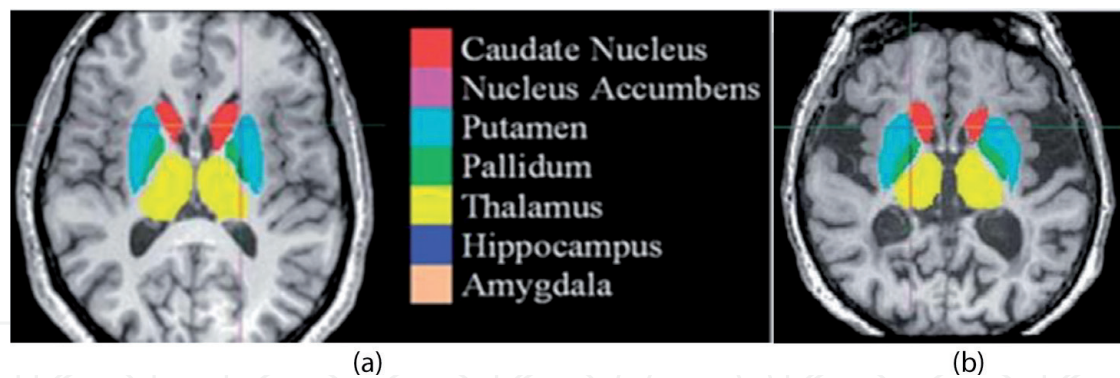 Caudate Nucleus
Nucleus Accumbens
Putamen
Pallidum
Thalamus
Hippocampus
Amygdala
(a)
(b)